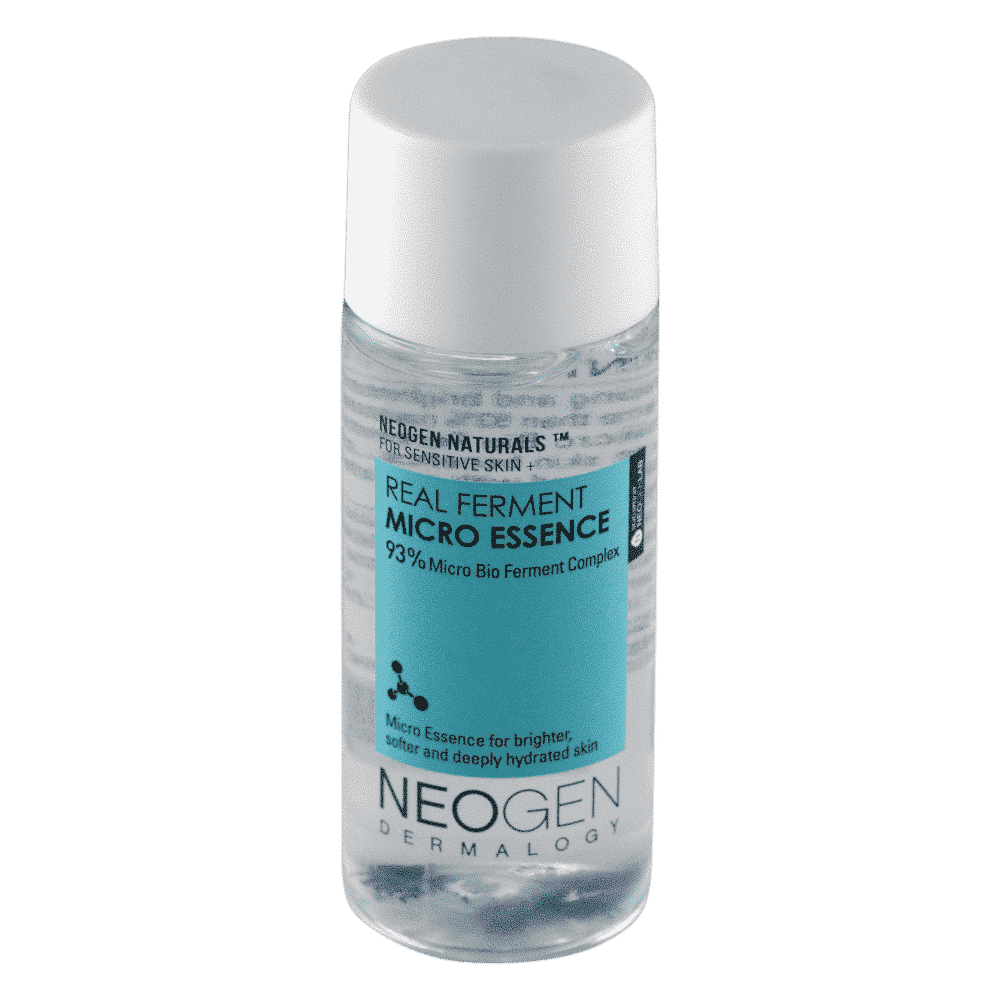 NEOGEN NATURALS ™
FOR SENSITIVE SKIN +
REAL FERMENT
MICRO ESSENCE
93% Micro Bio Ferment Complex
Micro Essence for brighter,
softer and deeply hydrated skin
NEOGEN
DERMALOGY